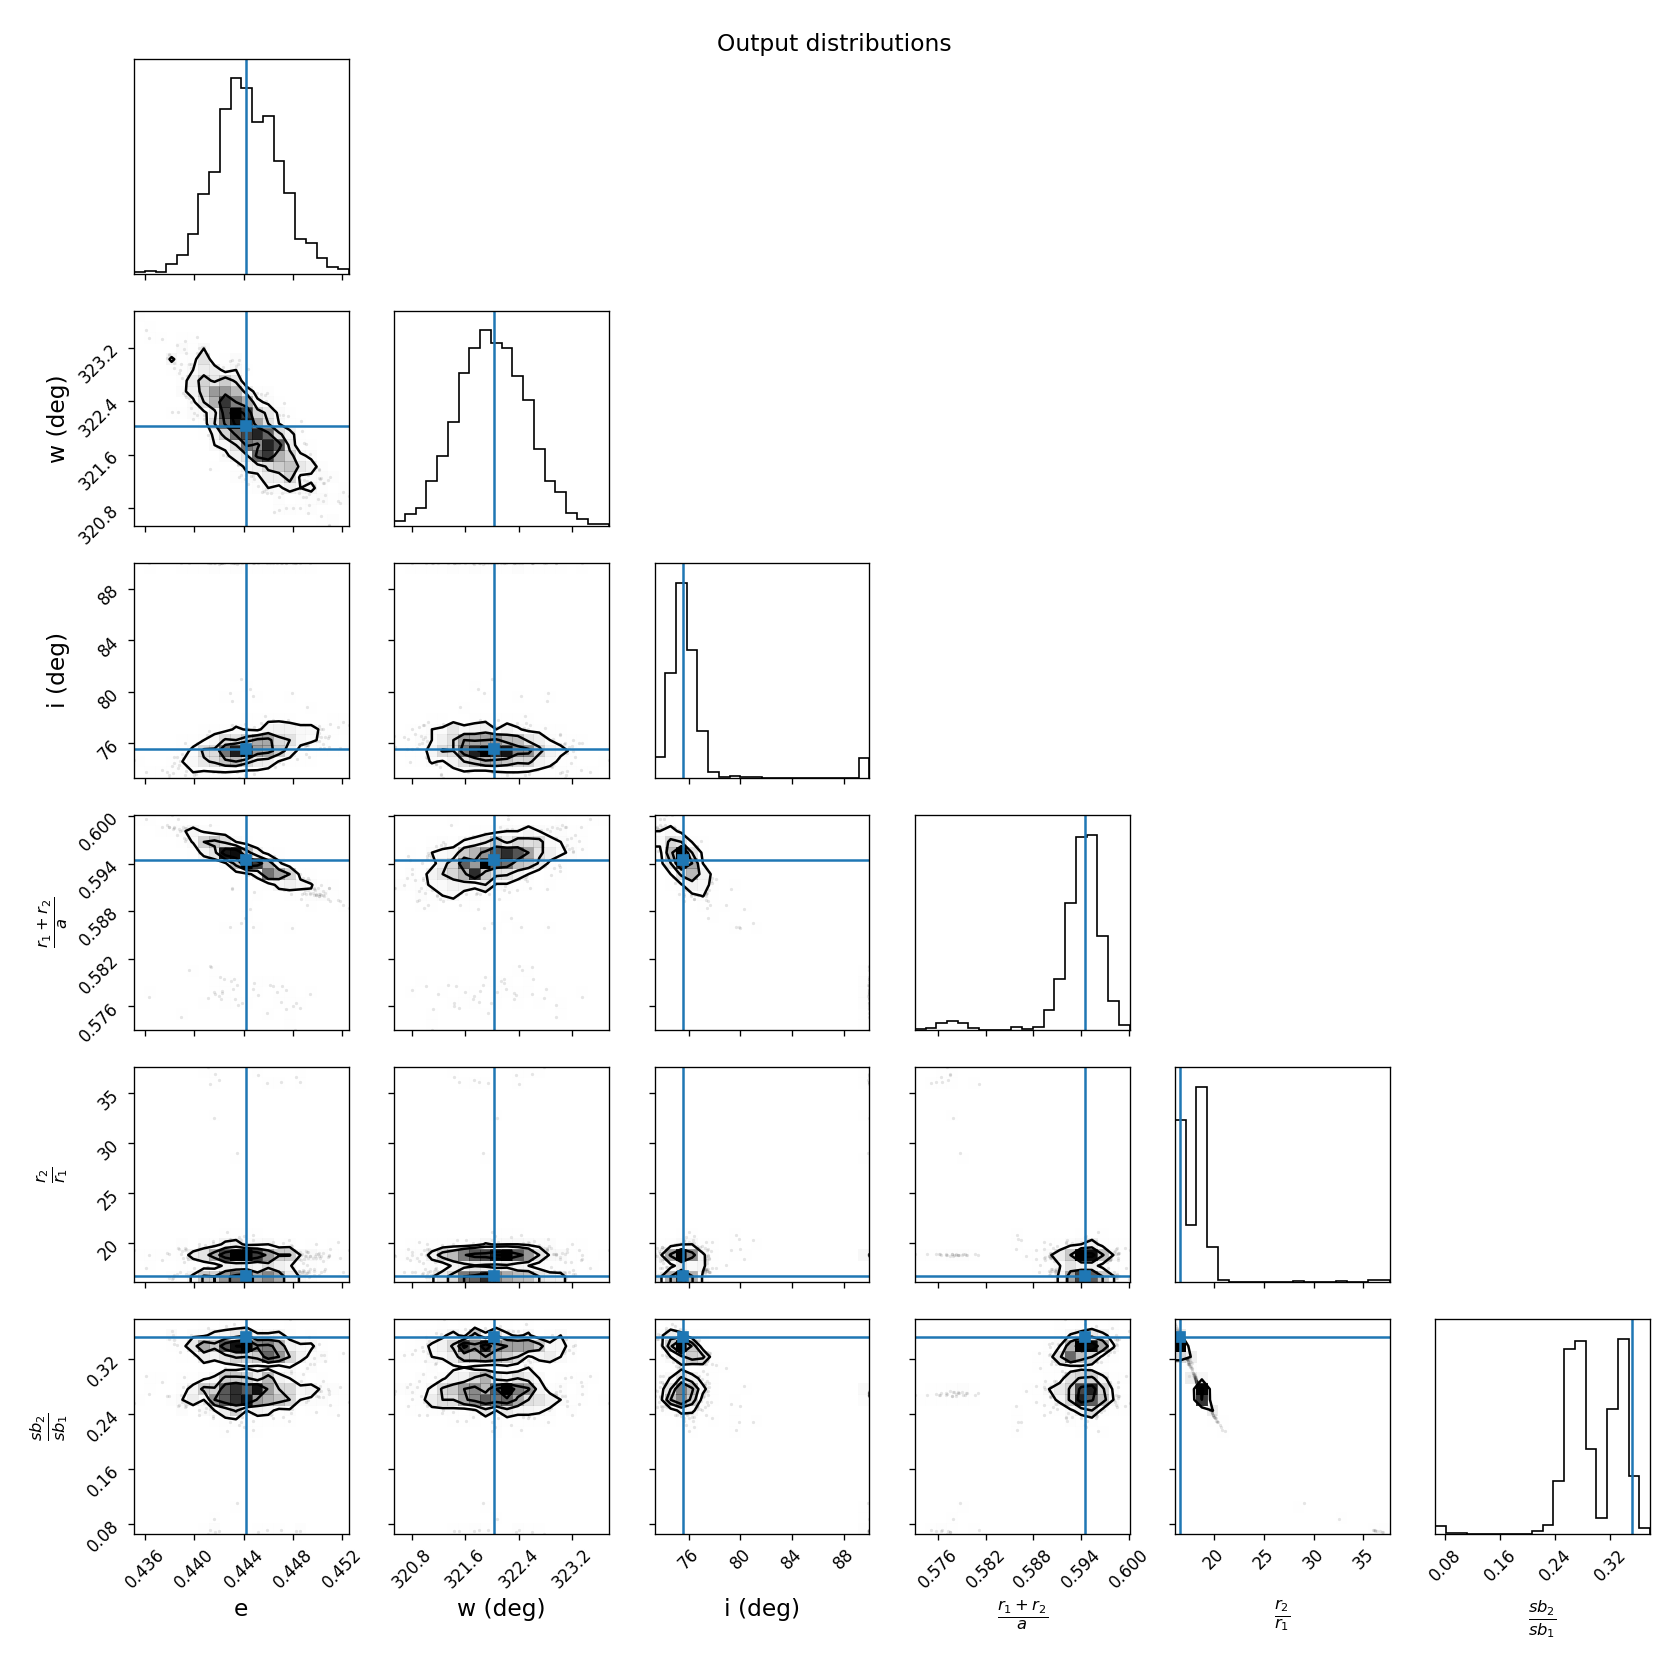 Output distributions
w (deg)
323.2
322.4
321.6
320.8
i (deg)
88
84
80
76
r₁ + r₂
a
0.600
0.594
0.588
0.582
0.576
r₂
r₁
35
30
25
20
sb₂
sb₁
0.32
0.24
0.16
0.08
0.436 0.440 0.444 0.448 0.452 320.8 321.6 322.4 323.2 76 80 84 88 0.576 0.582 0.588 0.594 0.600 20 25 30 35 0.08 0.16 0.24 0.32
e w (deg) i (deg) r₁ + r₂ r₂ sb₂
a r₁ sb₁